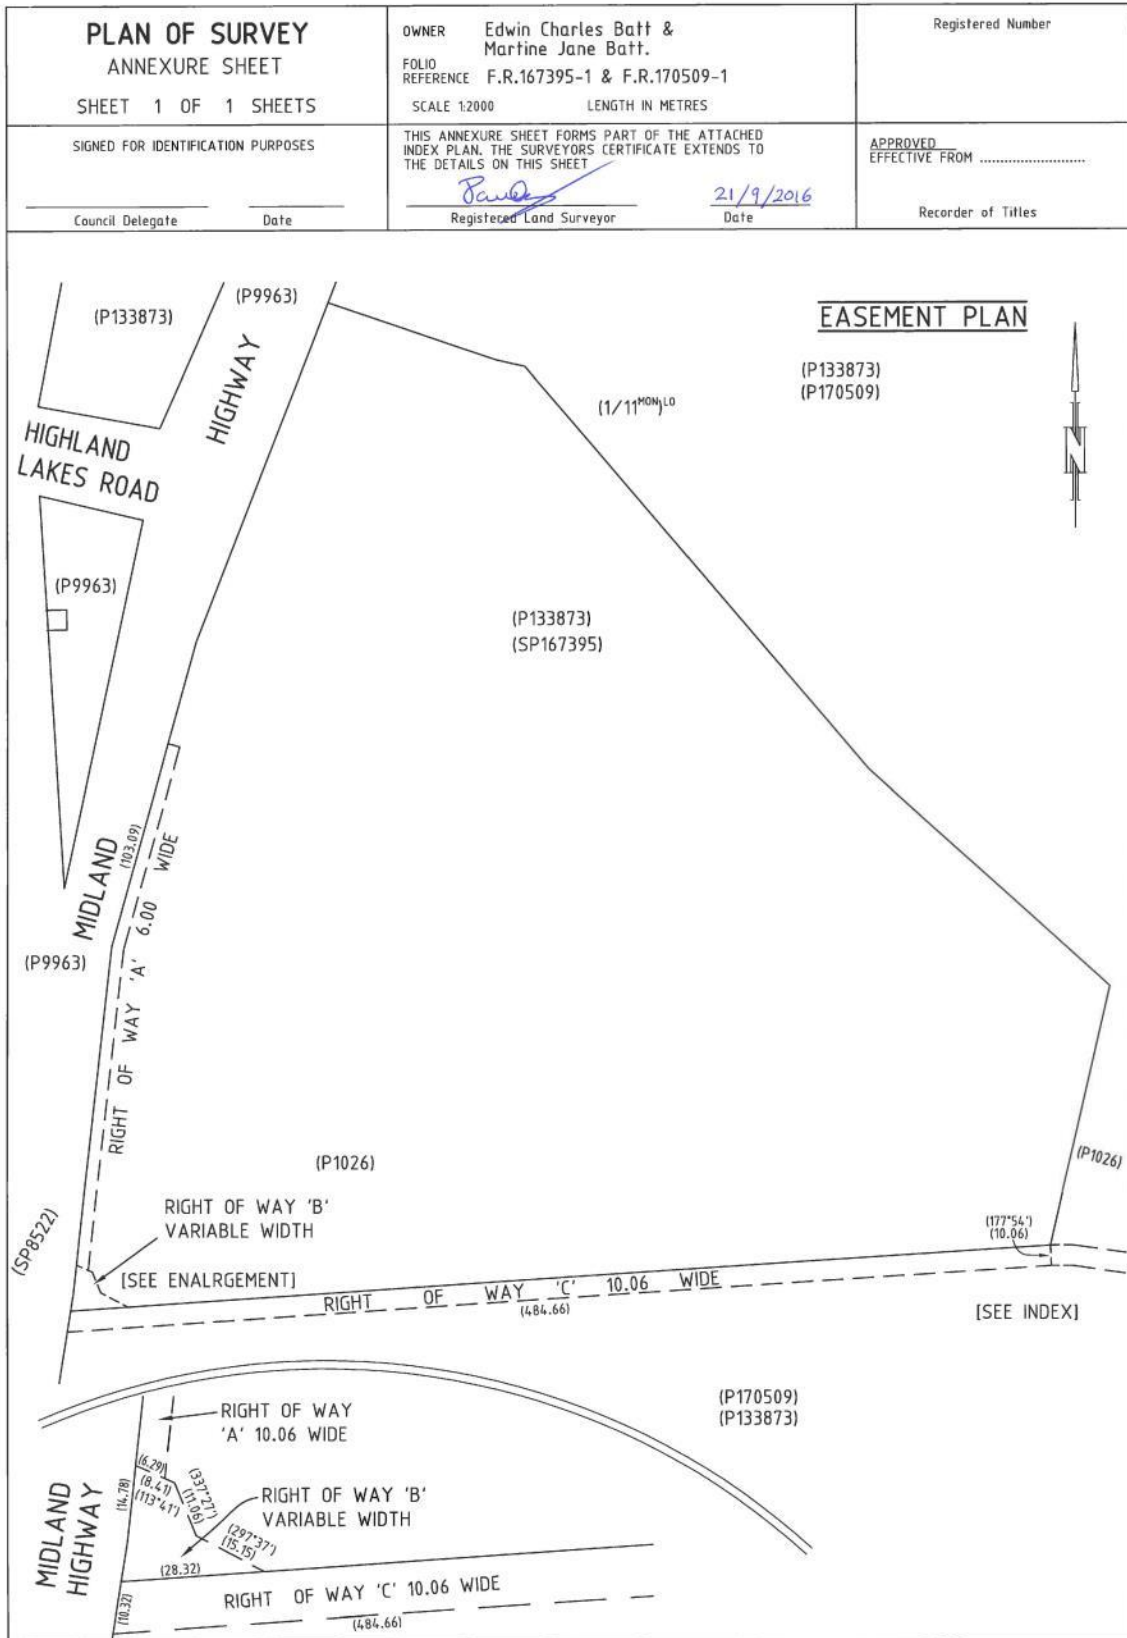 PLAN OF SURVEY
ANNEXURE SHEET
SHEET 1 OF 1 SHEETS
OWNER Edwin Charles Batt &
Martine Jane Batt.
FOLIO
REFERENCE F.R.167395-1 & F.R.170509-1
SCALE 1:2000 LENGTH IN METRES
Registered Number
SIGNED FOR IDENTIFICATION PURPOSES
Council Delegate Date
THIS ANNEXURE SHEET FORMS PART OF THE ATTACHED
INDEX PLAN. THE SURVEYORS CERTIFICATE EXTENDS TO
THE DETAILS ON THIS SHEET
21/9/2016
Registered Land Surveyor Date
APPROVED
EFFECTIVE FROM ..........................
Recorder of Titles
EASEMENT PLAN
(P133873)
(P9963)
HIGHWAY
(P133873)
(P170509)
(1/11MON)LO
N
HIGHLAND
LAKES ROAD
(P9963)
(P133873)
(SP167395)
MIDLAND
(103.09)
RIGHT OF WAY 'A' 6.00 WIDE
(P9963)
(P1026)
(P1026)
RIGHT OF WAY 'B'
VARIABLE WIDTH
(SP8522)
[SEE ENALRGEMENT]
(177°54')
(10.06)
RIGHT OF WAY 'C' 10.06 WIDE
(484.66)
[SEE INDEX]
(P170509)
(P133873)
RIGHT OF WAY
'A' 10.06 WIDE
(6.29)
(8.41)
(113°41')
(337°27')
(11.06)
(14.78)
RIGHT OF WAY 'B'
VARIABLE WIDTH
(297°37')
(15.15)
MIDLAND
HIGHWAY
(28.32)
(10.32)
RIGHT OF WAY 'C' 10.06 WIDE
(484.66)